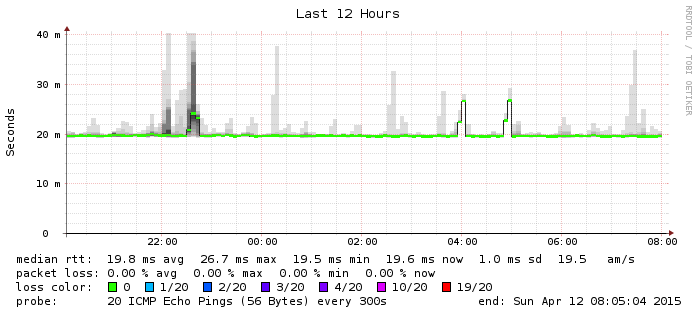 Last 12 Hours
RRDTOOL / TOBI OETIKER
Seconds
40 m
30 m
20 m
10 m
0
22:00 00:00 02:00 04:00 06:00 08:00
median rtt: 19.8 ms avg 26.7 ms max 19.5 ms min 19.6 ms now 1.0 ms sd 19.5 am/s
packet loss: 0.00 % avg 0.00 % max 0.00 % min 0.00 % now
loss color: 0 1/20 2/20 3/20 4/20 10/20 19/20
probe: 20 ICMP Echo Pings (56 Bytes) every 300s end: Sun Apr 12 08:05:04 2015